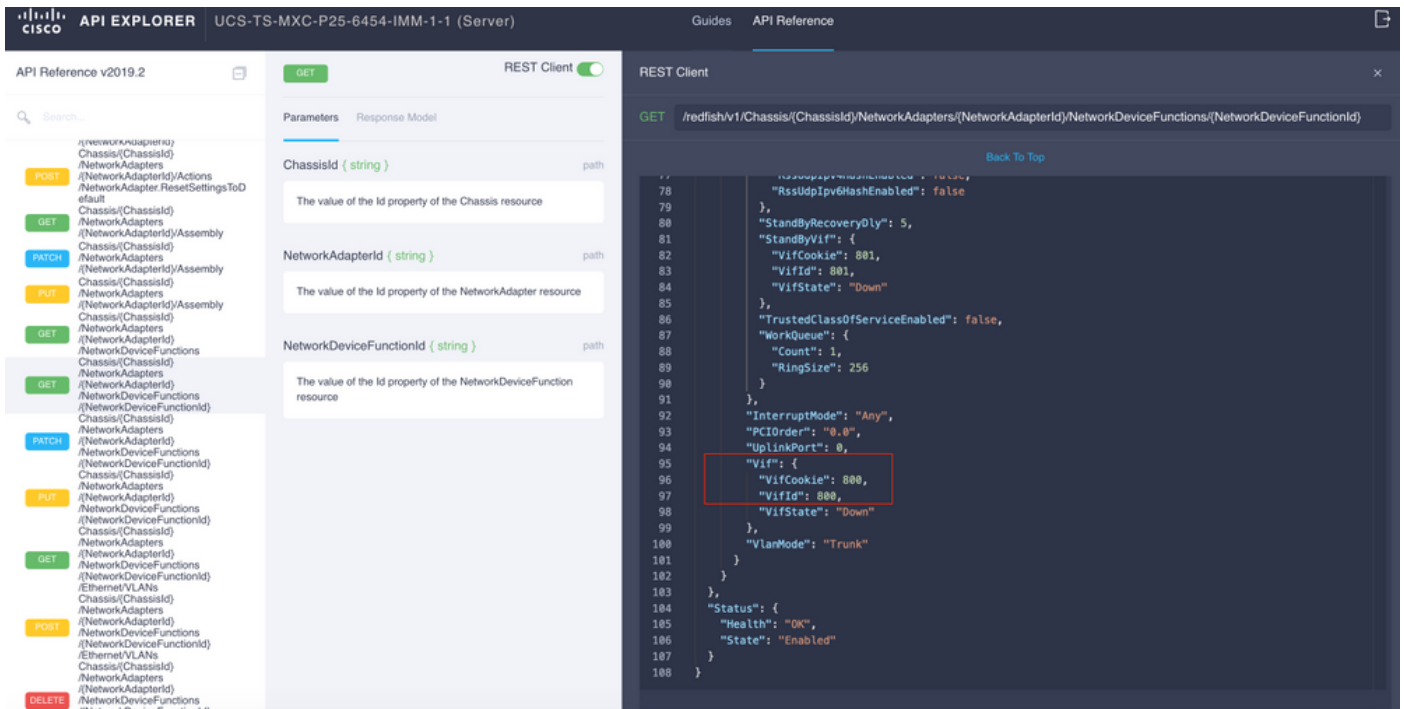 CISCO
API EXPLORER
UCS-TS-MXC-P25-6454-IMM-1-1 (Server)
Guides
API Reference
API Reference v2019.2
Search...
/{NetworkAdapterId}
POST
Chassis/{ChassisId}
/NetworkAdapters
/{NetworkAdapterId}/Actions
/NetworkAdapter.ResetSettingsToD
efault
GET
Chassis/{ChassisId}
/NetworkAdapters
/{NetworkAdapterId}/Assembly
PATCH
Chassis/{ChassisId}
/NetworkAdapters
/{NetworkAdapterId}/Assembly
PUT
Chassis/{ChassisId}
/NetworkAdapters
/{NetworkAdapterId}/Assembly
GET
Chassis/{ChassisId}
/NetworkAdapters
/{NetworkAdapterId}
/NetworkDeviceFunctions
GET
Chassis/{ChassisId}
/NetworkAdapters
/{NetworkAdapterId}
/NetworkDeviceFunctions
/{NetworkDeviceFunctionId}
PATCH
Chassis/{ChassisId}
/NetworkAdapters
/{NetworkAdapterId}
/NetworkDeviceFunctions
/{NetworkDeviceFunctionId}
PUT
Chassis/{ChassisId}
/NetworkAdapters
/{NetworkAdapterId}
/NetworkDeviceFunctions
/{NetworkDeviceFunctionId}
GET
Chassis/{ChassisId}
/NetworkAdapters
/{NetworkAdapterId}
/NetworkDeviceFunctions
/{NetworkDeviceFunctionId}
/Ethernet/VLANs
POST
Chassis/{ChassisId}
/NetworkAdapters
/{NetworkAdapterId}
/NetworkDeviceFunctions
/{NetworkDeviceFunctionId}
/Ethernet/VLANs
DELETE
Chassis/{ChassisId}
/NetworkAdapters
/{NetworkAdapterId}
/NetworkDeviceFunctions
GET
REST Client
Parameters
Response Model
ChassisId { string }
path
The value of the Id property of the Chassis resource
NetworkAdapterId { string }
path
The value of the Id property of the NetworkAdapter resource
NetworkDeviceFunctionId { string }
path
The value of the Id property of the NetworkDeviceFunction
resource
REST Client
×
GET /redfish/v1/Chassis/{ChassisId}/NetworkAdapters/{NetworkAdapterId}/NetworkDeviceFunctions/{NetworkDeviceFunctionId}
Back To Top
77 "RssUdpIpv4HashEnabled": false,
78 "RssUdpIpv6HashEnabled": false
79 },
80 "StandByRecoveryDly": 5,
81 "StandByVif": {
82 "VifCookie": 801,
83 "VifId": 801,
84 "VifState": "Down"
85 },
86 "TrustedClassOfServiceEnabled": false,
87 "WorkQueue": {
88 "Count": 1,
89 "RingSize": 256
90 }
91 },
92 "InterruptMode": "Any",
93 "PCIOrder": "0.0",
94 "UplinkPort": 0,
95 "Vif": {
96 "VifCookie": 800,
97 "VifId": 800,
98 "VifState": "Down"
99 },
100 "VlanMode": "Trunk"
101 }
102 }
103 },
104 "Status": {
105 "Health": "OK",
106 "State": "Enabled"
107 }
108 }